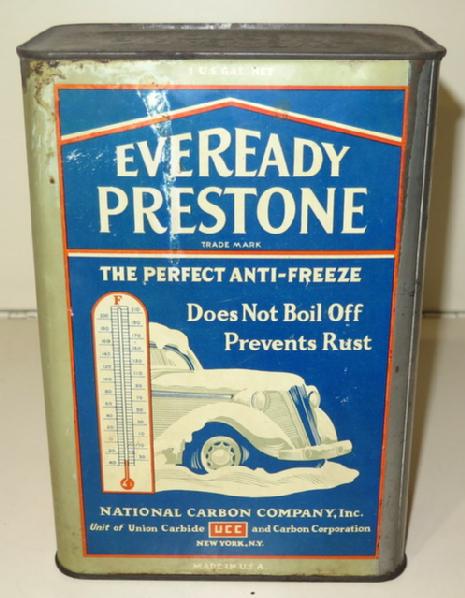 1 U.S. GAL. NET
EVEREADY
PRESTONE
TRADE MARK
THE PERFECT ANTI-FREEZE
F
Does Not Boil Off
Prevents Rust
NATIONAL CARBON COMPANY, Inc.
Unit of Union Carbide UCC and Carbon Corporation
NEW YORK, N.Y.
MADE IN U.S.A.